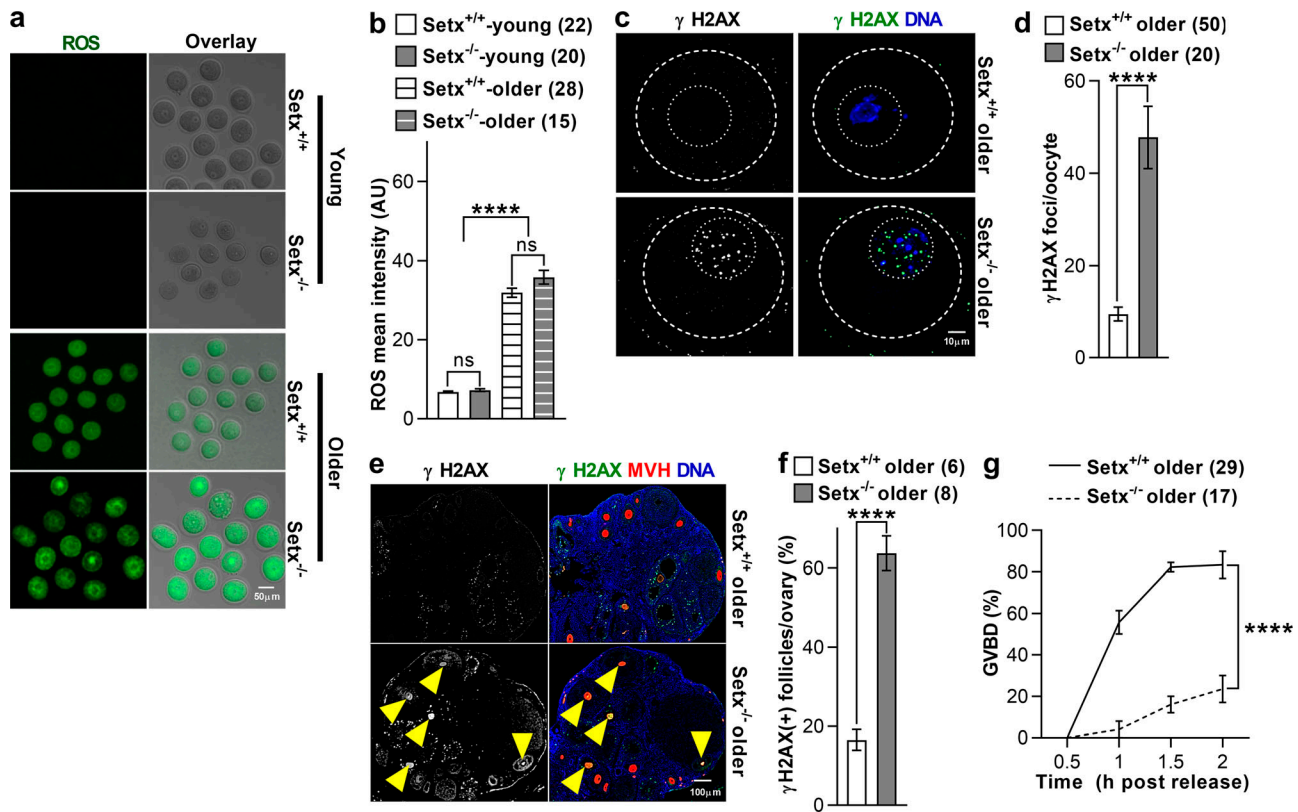 a
ROS
Overlay
Setx+/+
Setx-/-
Young
Setx+/+
Setx-/-
Older
50μm
b
Setx+/+-young (22)
Setx-/--young (20)
Setx+/+-older (28)
Setx-/--older (15)
ROS mean intensity (AU)
60
40
20
0
ns
****
ns
c
γ H2AX
γ H2AX DNA
Setx+/+ older
Setx-/- older
10μm
d
Setx+/+ older (50)
Setx-/- older (20)
γH2AX foci/oocyte
60
40
20
0
****
e
γ H2AX
γ H2AX MVH DNA
Setx+/+ older
Setx-/- older
100μm
f
Setx+/+ older (6)
Setx-/- older (8)
γH2AX(+) follicles/ovary (%)
60
40
20
0
****
g
Setx+/+ older (29)
Setx-/- older (17)
GVBD (%)
100
80
60
40
20
0
****
0.5 1 1.5 2
Time (h post release)